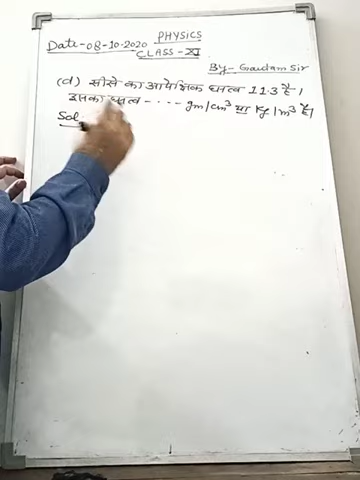 PHYSICS
Date-08-10-2020
CLASS-XI
By- Gautam Sir
(d) सीसे का आपेक्षिक घनत्व 11.3 है।
इसका घनत्व - ... gm/cm³ या kg/m³ है।
Sol